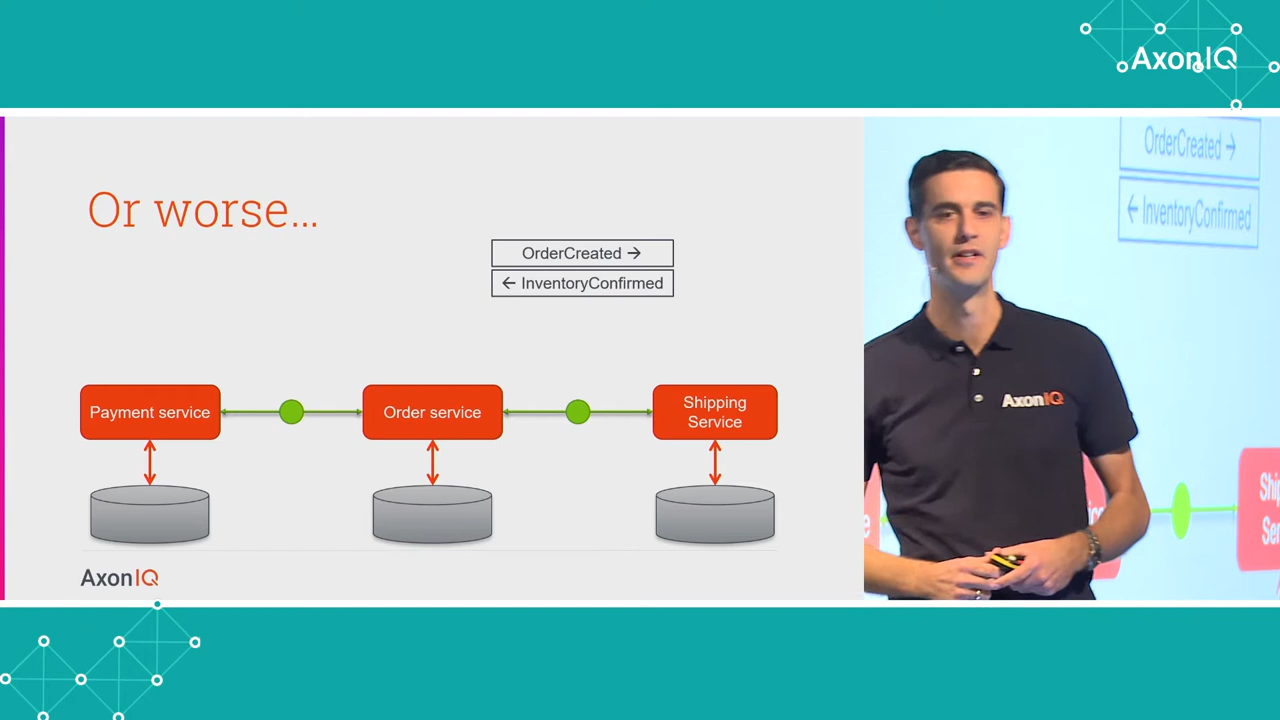 AxonIQ
Or worse...
OrderCreated →
← InventoryConfirmed
Payment service
Order service
Shipping
Service
AxonIQ
OrderCreated →
← InventoryConfirmed
AxonIQ